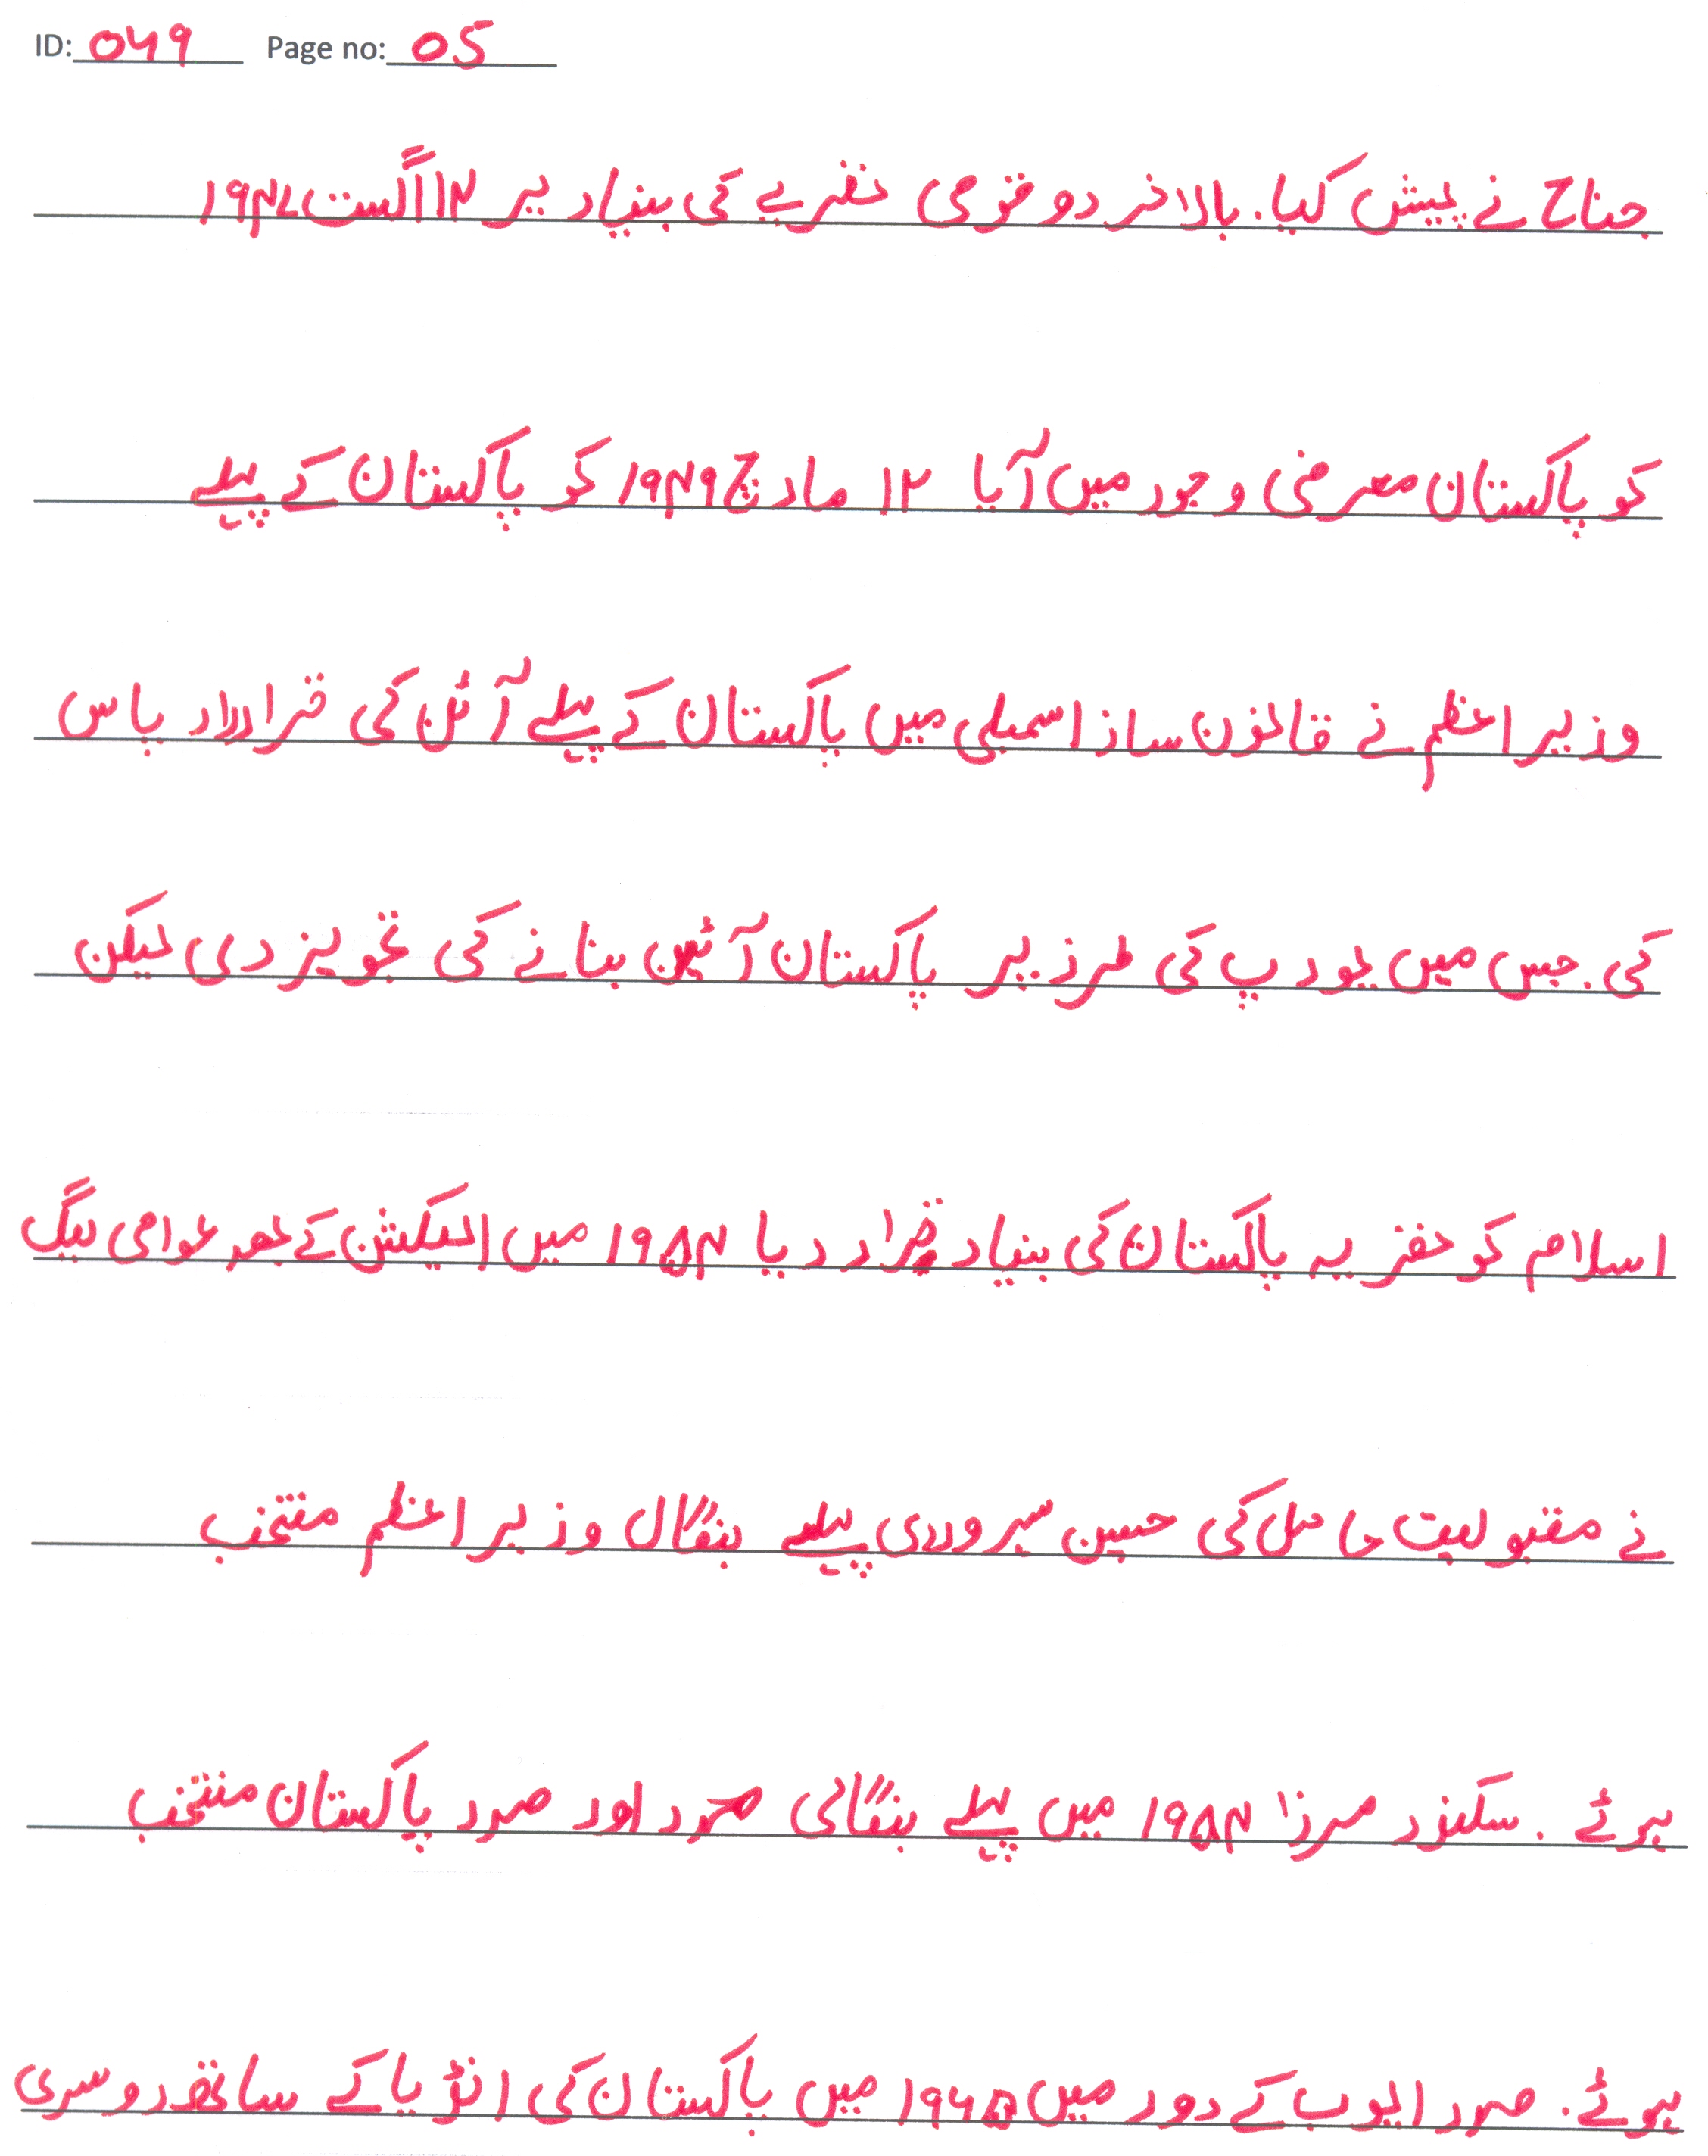 ID: 049 Page no: 05
جناح نے پیش کیا. بالاخر دو قومی نظریے کی بنیاد پر ۱۴ اگست ۱۹۴۷
کو پاکستان معرضی وجود میں آیا ۱۲ مارچ ۱۹۴۹ کو پاکستان کے پہلے
وزیر اعظم نے قانون ساز اسمبلی میں پاکستان کے پہلے آئن کی قرارداد پاس
کی. جس میں یورپ کی طرز پر پاکستان آئین بنانے کی تجویز دی لیکن
اسلام کو نظریہ پاکستان کی بنیاد قرار دیا ۱۹۵۴ میں الیکشن کے بعد عوامی لیگ
نے مقبولیت حاصل کی حسین سہروردی پہلے بنگال وزیر اعظم منتخب
ہوئے. سکندر مرزا ۱۹۵۴ میں پہلے بنگالی صدر اور صدر پاکستان منتخب
ہوئے. صدر ایوب کے دور میں ۱۹۶۵ میں پاکستان کی انڈیا کے ساتھ دوسری